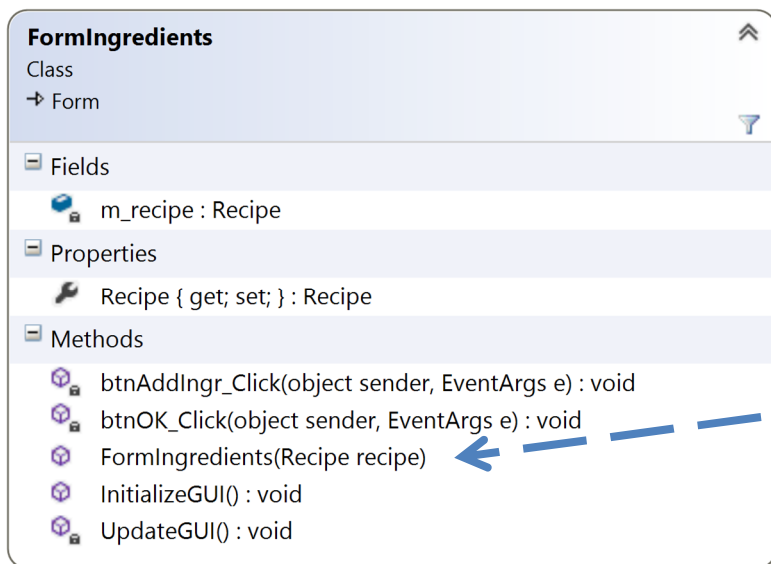 FormIngredients
Class
Form
Fields
m_recipe : Recipe
Properties
Recipe { get; set; } : Recipe
Methods
btnAddIngr_Click(object sender, EventArgs e) : void
btnOK_Click(object sender, EventArgs e) : void
FormIngredients(Recipe recipe)
InitializeGUI() : void
UpdateGUI() : void